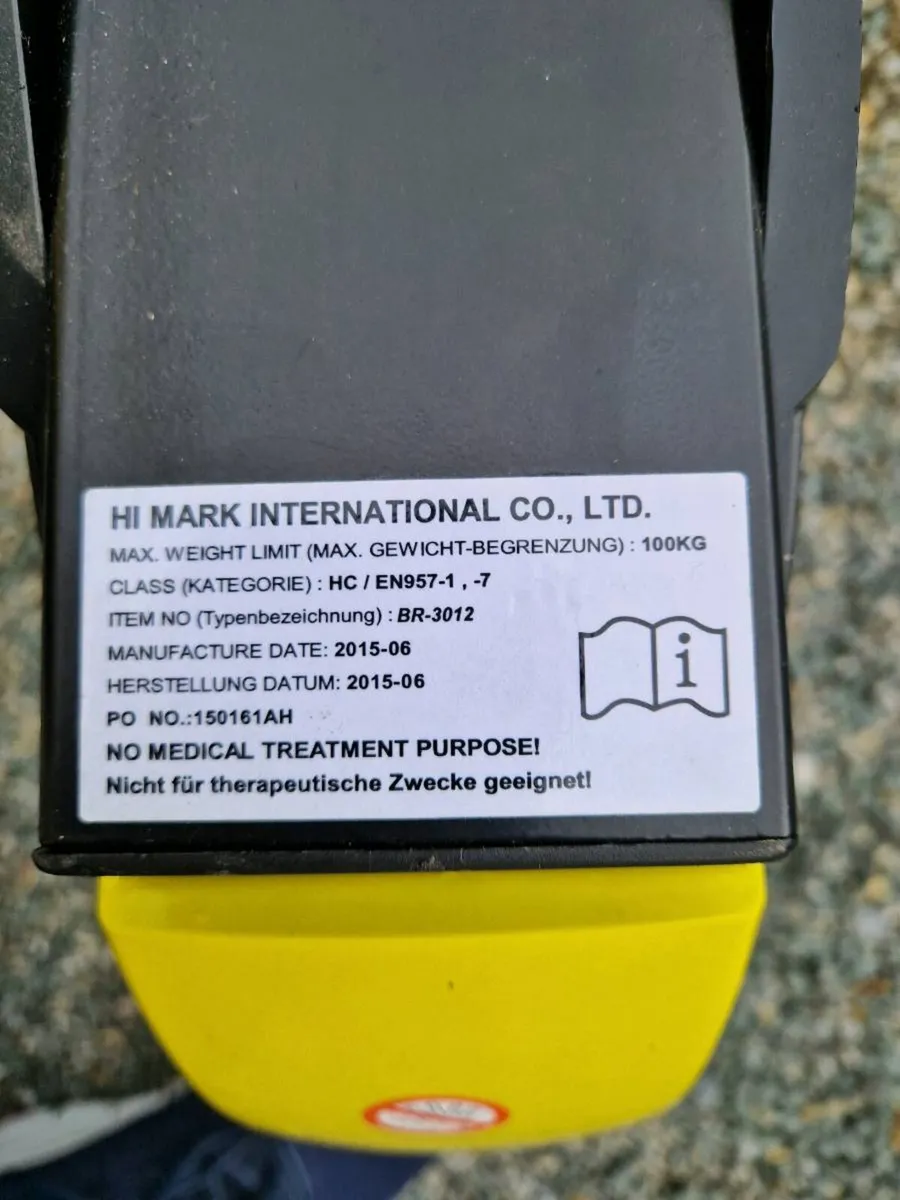 HI MARK INTERNATIONAL CO., LTD.
MAX. WEIGHT LIMIT (MAX. GEWICHT-BEGRENZUNG) : 100KG
CLASS (KATEGORIE) : HC / EN957-1 , -7
ITEM NO (Typenbezeichnung) : BR-3012
MANUFACTURE DATE: 2015-06
HERSTELLUNG DATUM: 2015-06
PO NO.:150161AH
NO MEDICAL TREATMENT PURPOSE!
Nicht für therapeutische Zwecke geeignet!
i